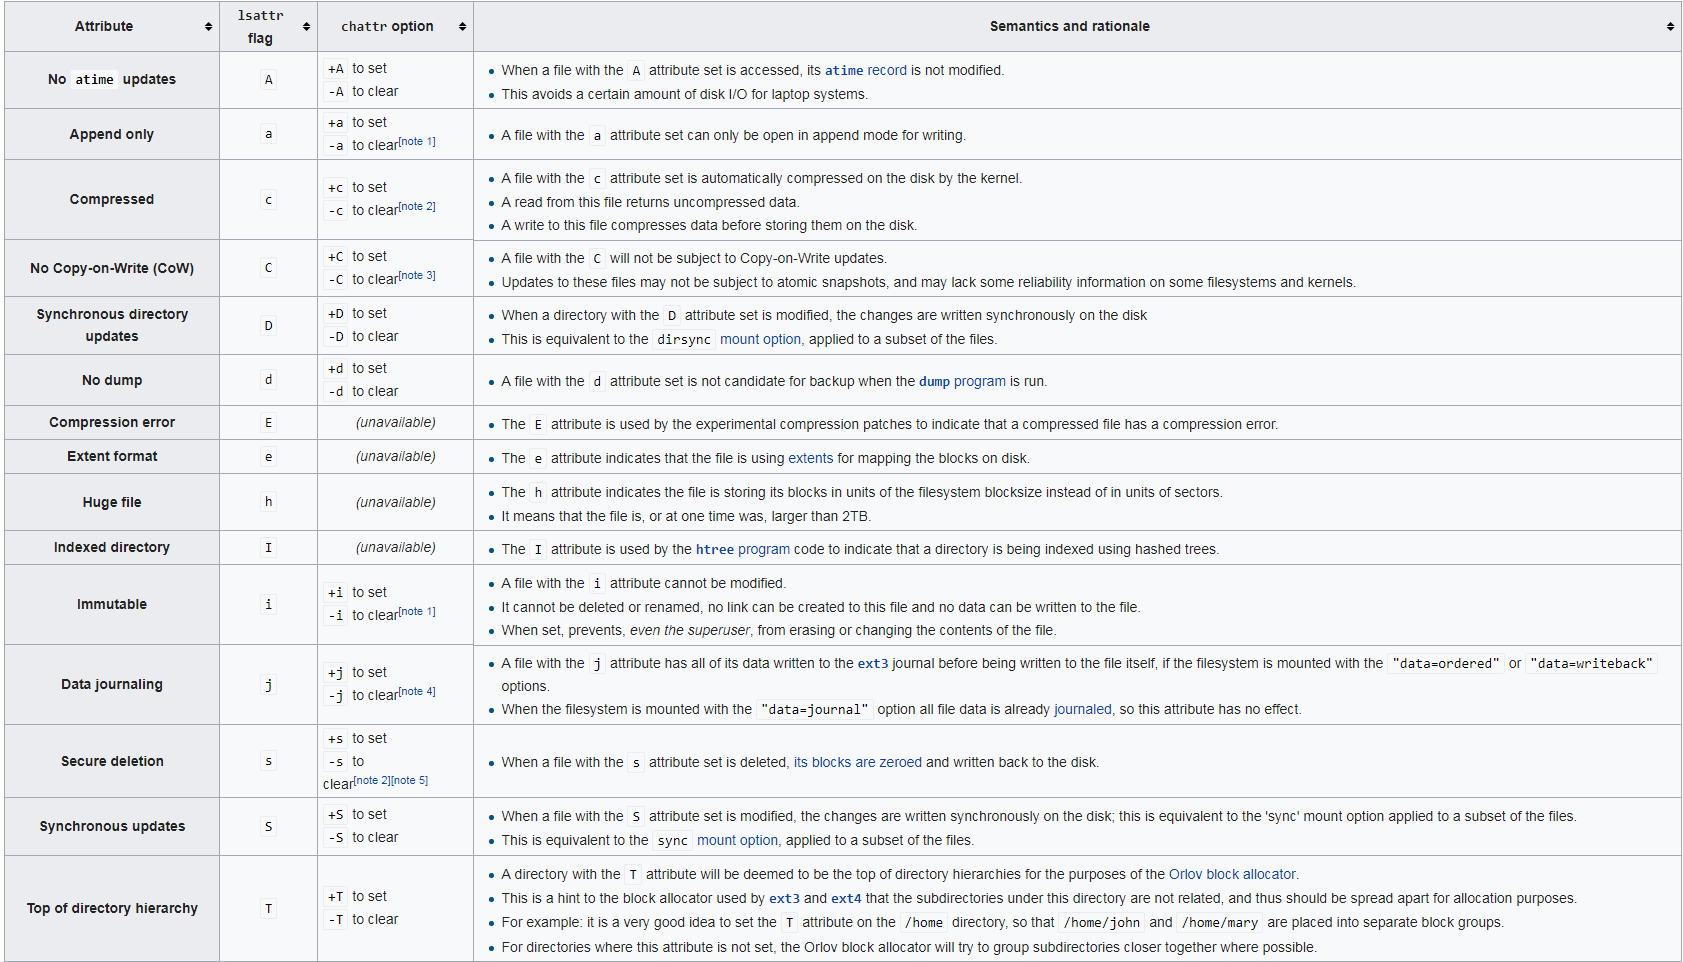 Attribute
lsattr flag
chattr option
Semantics and rationale
No atime updates
A
+A to set
-A to clear
When a file with the A attribute set is accessed, its atime record is not modified.
This avoids a certain amount of disk I/O for laptop systems.
Append only
a
+a to set
-a to clear[note 1]
A file with the a attribute set can only be open in append mode for writing.
Compressed
c
+c to set
-c to clear[note 2]
A file with the c attribute set is automatically compressed on the disk by the kernel.
A read from this file returns uncompressed data.
A write to this file compresses data before storing them on the disk.
No Copy-on-Write (CoW)
C
+C to set
-C to clear[note 3]
A file with the C will not be subject to Copy-on-Write updates.
Updates to these files may not be subject to atomic snapshots, and may lack some reliability information on some filesystems and kernels.
Synchronous directory
updates
D
+D to set
-D to clear
When a directory with the D attribute set is modified, the changes are written synchronously on the disk
This is equivalent to the dirsync mount option, applied to a subset of the files.
No dump
d
+d to set
-d to clear
A file with the d attribute set is not candidate for backup when the dump program is run.
Compression error
E
(unavailable)
The E attribute is used by the experimental compression patches to indicate that a compressed file has a compression error.
Extent format
e
(unavailable)
The e attribute indicates that the file is using extents for mapping the blocks on disk.
Huge file
h
(unavailable)
The h attribute indicates the file is storing its blocks in units of the filesystem blocksize instead of in units of sectors.
It means that the file is, or at one time was, larger than 2TB.
Indexed directory
I
(unavailable)
The I attribute is used by the htree program code to indicate that a directory is being indexed using hashed trees.
Immutable
i
+i to set
-i to clear[note 1]
A file with the i attribute cannot be modified.
It cannot be deleted or renamed, no link can be created to this file and no data can be written to the file.
When set, prevents, even the superuser, from erasing or changing the contents of the file.
Data journaling
j
+j to set
-j to clear[note 4]
A file with the j attribute has all of its data written to the ext3 journal before being written to the file itself, if the filesystem is mounted with the "data=ordered" or "data=writeback"
options.
When the filesystem is mounted with the "data=journal" option all file data is already journaled, so this attribute has no effect.
Secure deletion
s
+s to set
-s to
clear[note 2][note 5]
When a file with the s attribute set is deleted, its blocks are zeroed and written back to the disk.
Synchronous updates
S
+S to set
-S to clear
When a file with the S attribute set is modified, the changes are written synchronously on the disk; this is equivalent to the 'sync' mount option applied to a subset of the files.
This is equivalent to the sync mount option, applied to a subset of the files.
Top of directory hierarchy
T
+T to set
-T to clear
A directory with the T attribute will be deemed to be the top of directory hierarchies for the purposes of the Orlov block allocator.
This is a hint to the block allocator used by ext3 and ext4 that the subdirectories under this directory are not related, and thus should be spread apart for allocation purposes.
For example: it is a very good idea to set the T attribute on the /home directory, so that /home/john and /home/mary are placed into separate block groups.
For directories where this attribute is not set, the Orlov block allocator will try to group subdirectories closer together where possible.